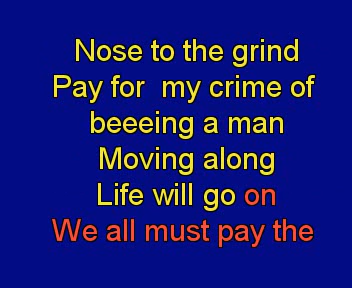 Nose to the grind
Pay for  my crime of
beeeing a man
Moving along
Life will go on
We all must pay the